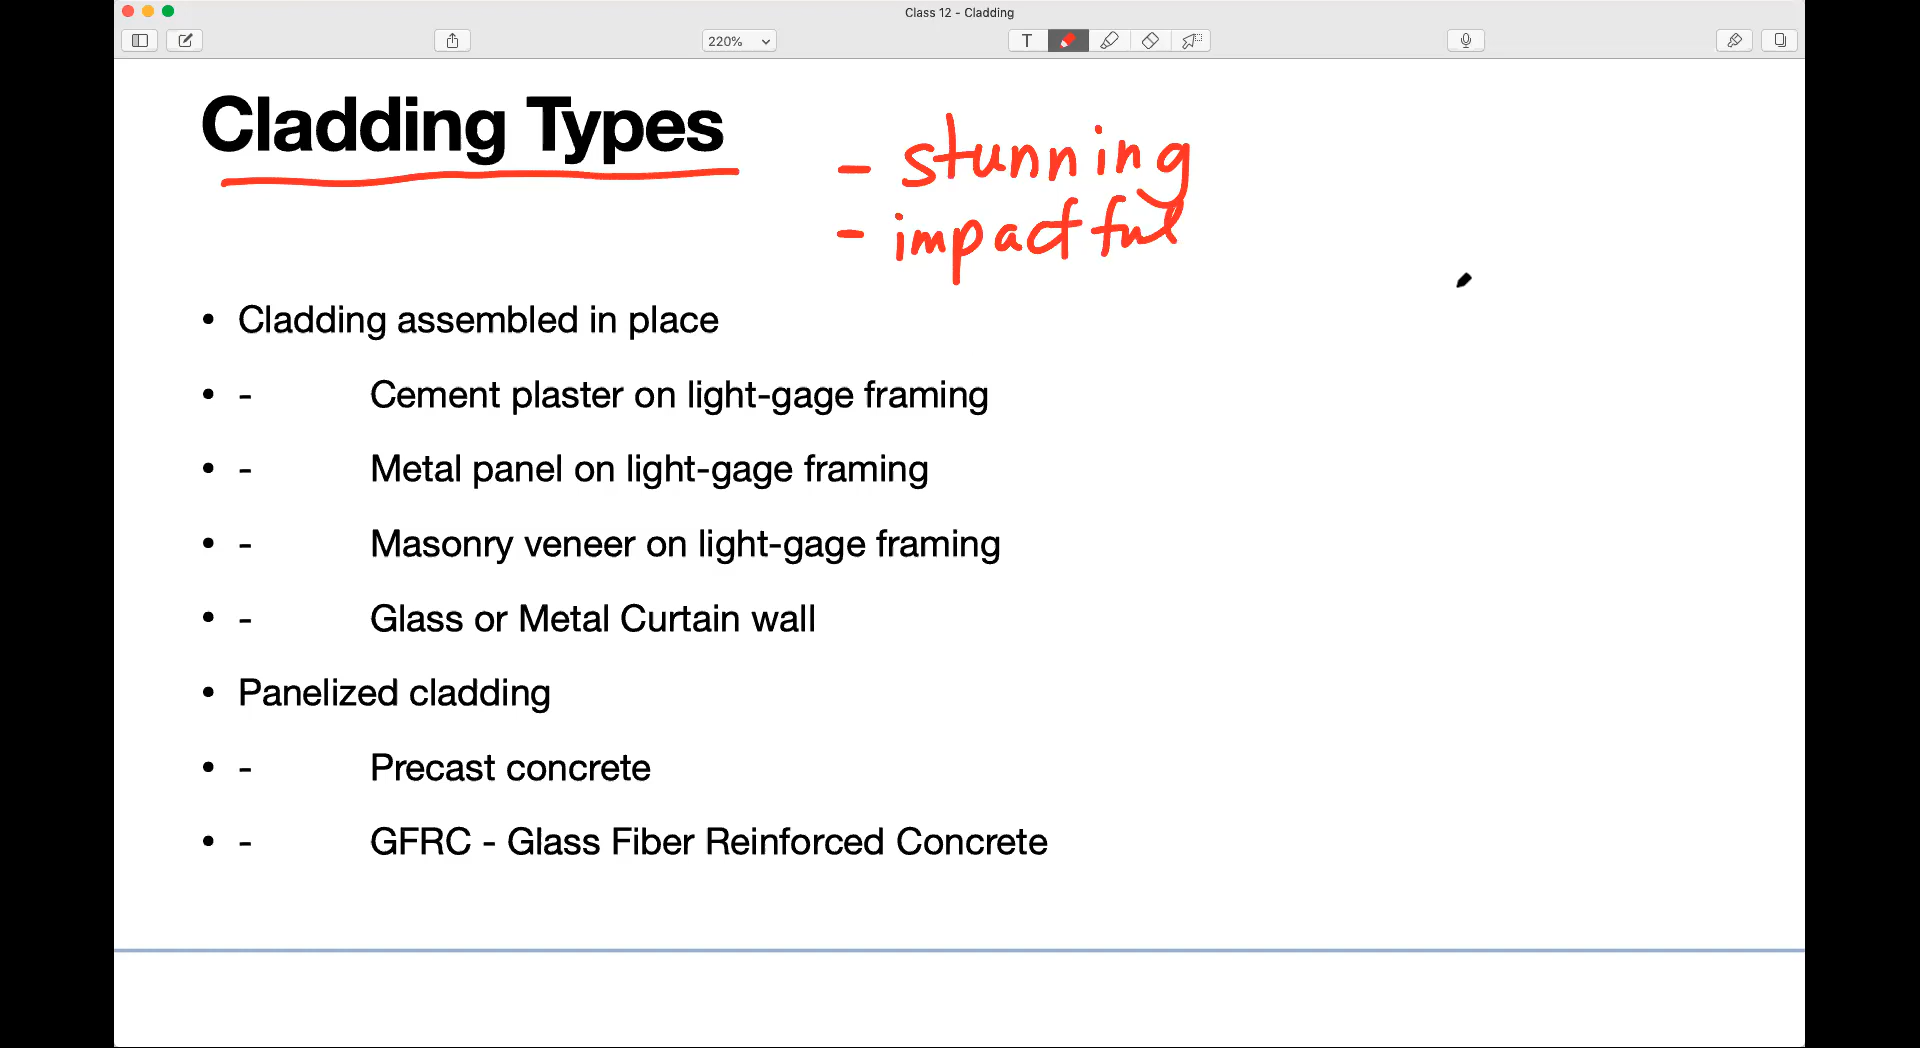 Class 12 - Cladding
220%
T
Cladding Types
- stunning
- impactful
• Cladding assembled in place
• - Cement plaster on light-gage framing
• - Metal panel on light-gage framing
• - Masonry veneer on light-gage framing
• - Glass or Metal Curtain wall
• Panelized cladding
• - Precast concrete
• - GFRC - Glass Fiber Reinforced Concrete